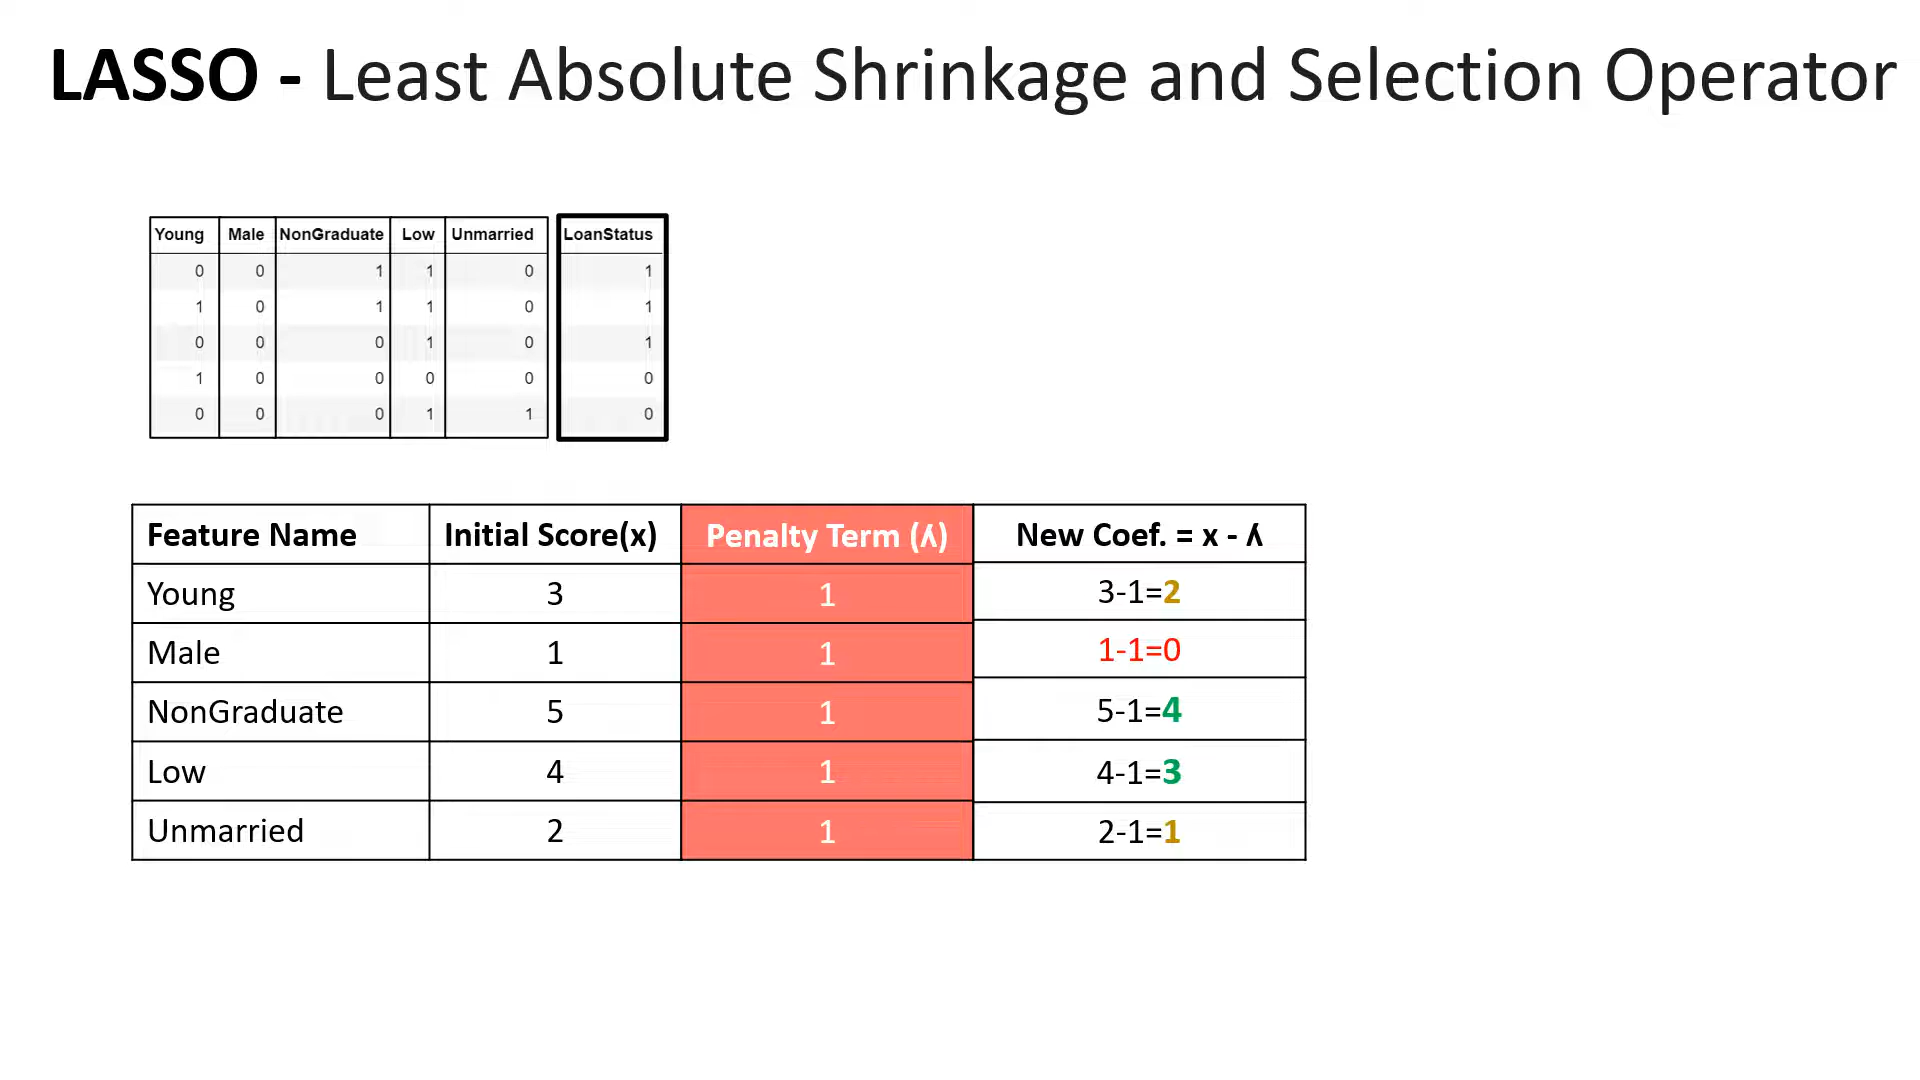 LASSO - Least Absolute Shrinkage and Selection Operator
Young Male NonGraduate Low Unmarried LoanStatus
0 0 1 1 0 1
1 0 1 1 0 1
0 0 0 1 0 1
1 0 0 0 0 0
0 0 0 1 1 0
Feature Name Initial Score(x) Penalty Term (ʎ) New Coef. = x - ʎ
Young 3 1 3-1=2
Male 1 1 1-1=0
NonGraduate 5 1 5-1=4
Low 4 1 4-1=3
Unmarried 2 1 2-1=1